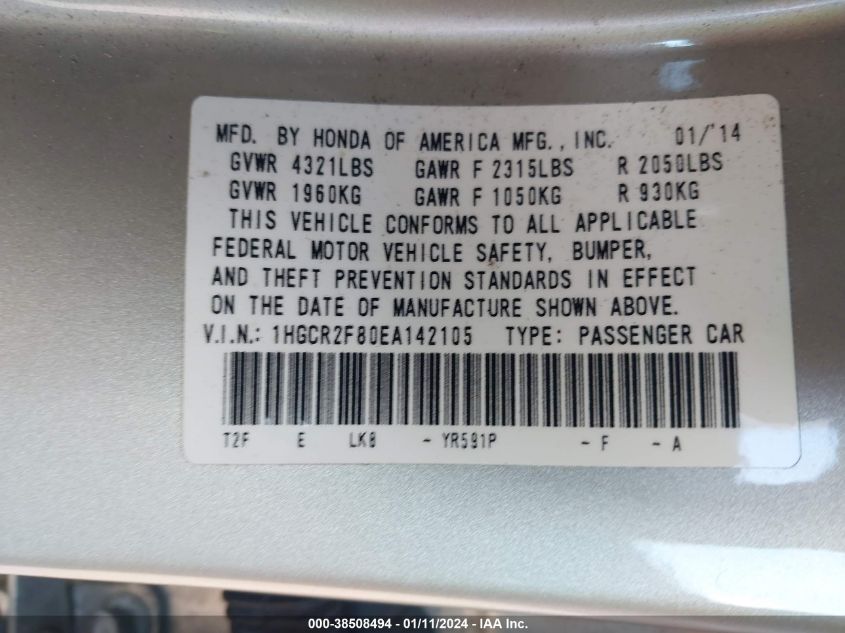 MFD. BY HONDA OF AMERICA MFG., INC. 01/'14
GVWR 4321LBS GAWR F 2315LBS R 2050LBS
GVWR 1960KG GAWR F 1050KG R 930KG
THIS VEHICLE CONFORMS TO ALL APPLICABLE
FEDERAL MOTOR VEHICLE SAFETY, BUMPER,
AND THEFT PREVENTION STANDARDS IN EFFECT
ON THE DATE OF MANUFACTURE SHOWN ABOVE.
V.I.N.: 1HGCR2F80EA142105 TYPE: PASSENGER CAR
T2F E LK8 - YR591P - F - A
000-38508494 - 01/11/2024 - IAA Inc.